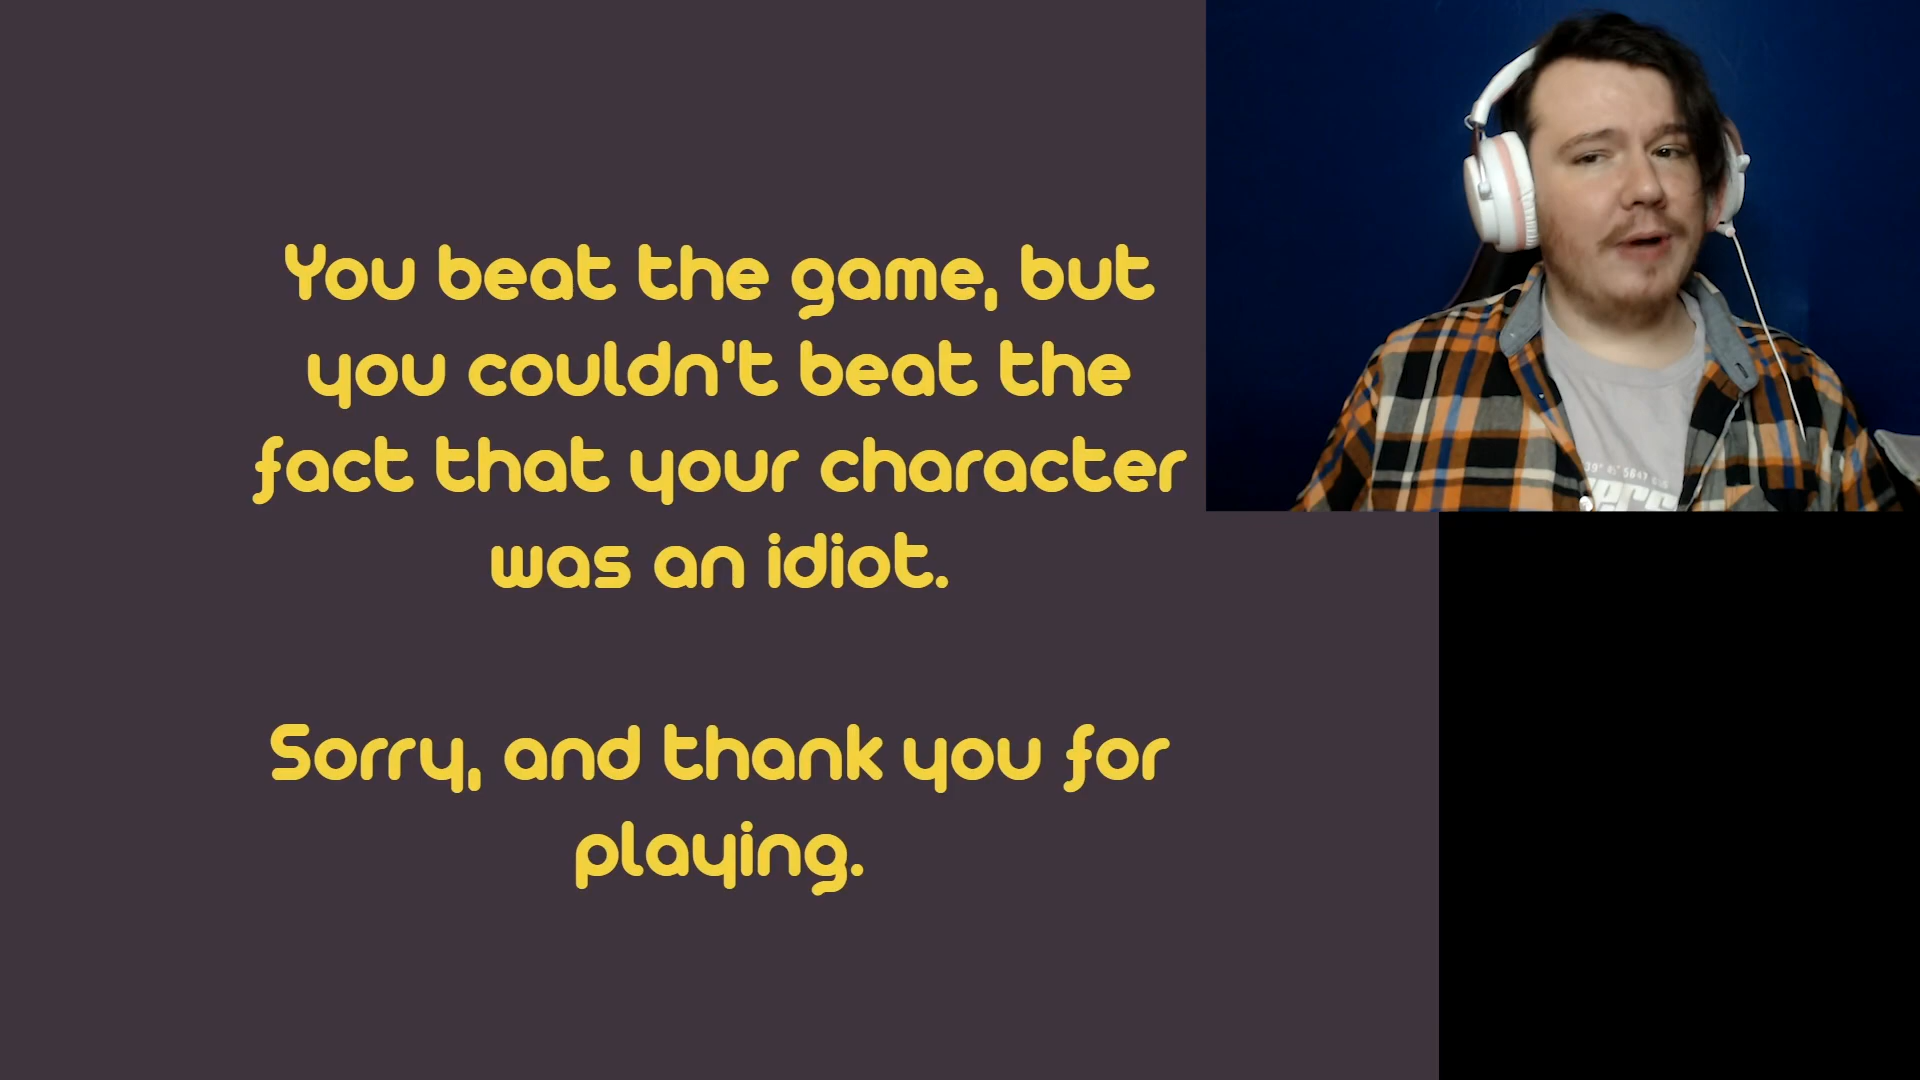 You beat the game, but
you couldn't beat the
fact that your character
was an idiot.
Sorry, and thank you for
playing.